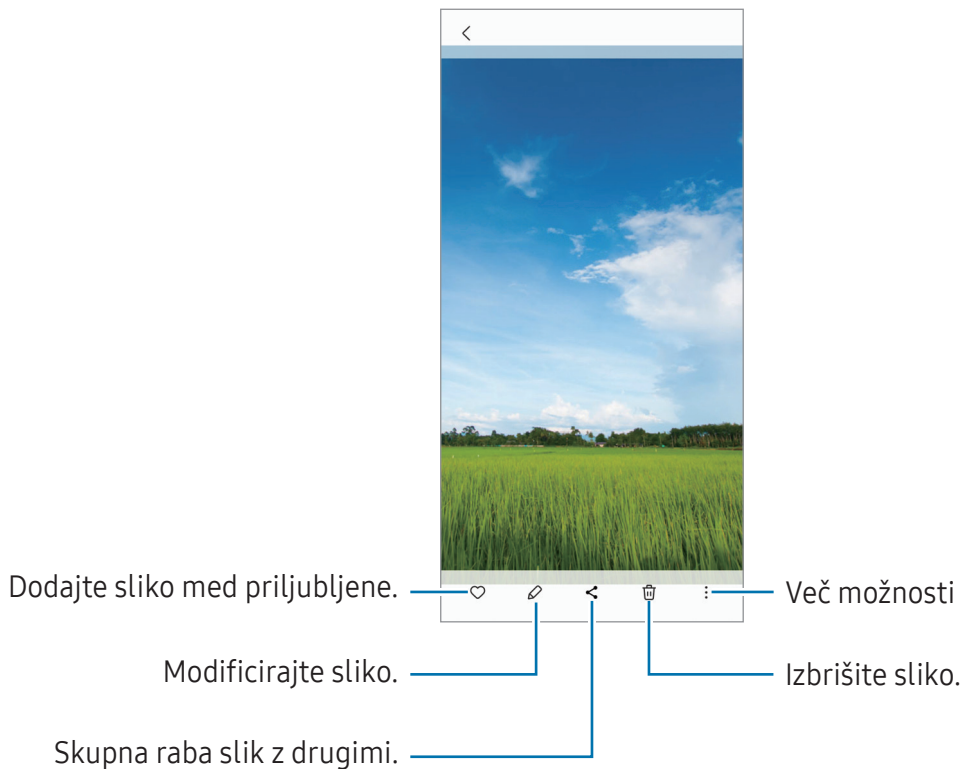 Dodajte sliko med priljubljene.
Več možnosti
Modificirajte sliko.
Izbrišite sliko.
Skupna raba slik z drugimi.